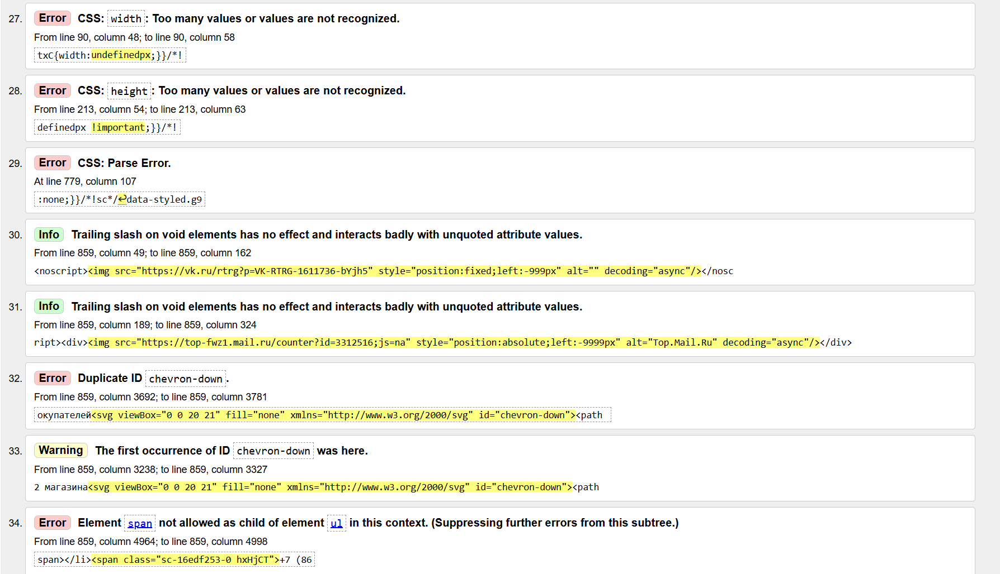 27. Error CSS: width: Too many values or values are not recognized.
From line 90, column 48; to line 90, column 58
txC{width:undefinedpx;}}/*!
28. Error CSS: height: Too many values or values are not recognized.
From line 213, column 54; to line 213, column 63
definedpx !important;}}/*!
29. Error CSS: Parse Error.
At line 779, column 107
:none;}}/*!sc*/↩data-styled.g9
30. Info Trailing slash on void elements has no effect and interacts badly with unquoted attribute values.
From line 859, column 49; to line 859, column 162
<noscript><img src="https://vk.ru/rtrg?p=VK-RTRG-1611736-bYjh5" style="position:fixed;left:-999px" alt="" decoding="async"/></nosc
31. Info Trailing slash on void elements has no effect and interacts badly with unquoted attribute values.
From line 859, column 189; to line 859, column 324
ript><div><img src="https://top-fwz1.mail.ru/counter?id=3312516;js=na" style="position:absolute;left:-9999px" alt="Top.Mail.Ru" decoding="async"/></div>
32. Error Duplicate ID chevron-down.
From line 859, column 3692; to line 859, column 3781
окупателей<svg viewBox="0 0 20 21" fill="none" xmlns="http://www.w3.org/2000/svg" id="chevron-down"><path
33. Warning The first occurrence of ID chevron-down was here.
From line 859, column 3238; to line 859, column 3327
2 магазина<svg viewBox="0 0 20 21" fill="none" xmlns="http://www.w3.org/2000/svg" id="chevron-down"><path
34. Error Element span not allowed as child of element ul in this context. (Suppressing further errors from this subtree.)
From line 859, column 4964; to line 859, column 4998
span></li><span class="sc-16edf253-0 hxHjCT">+7 (86